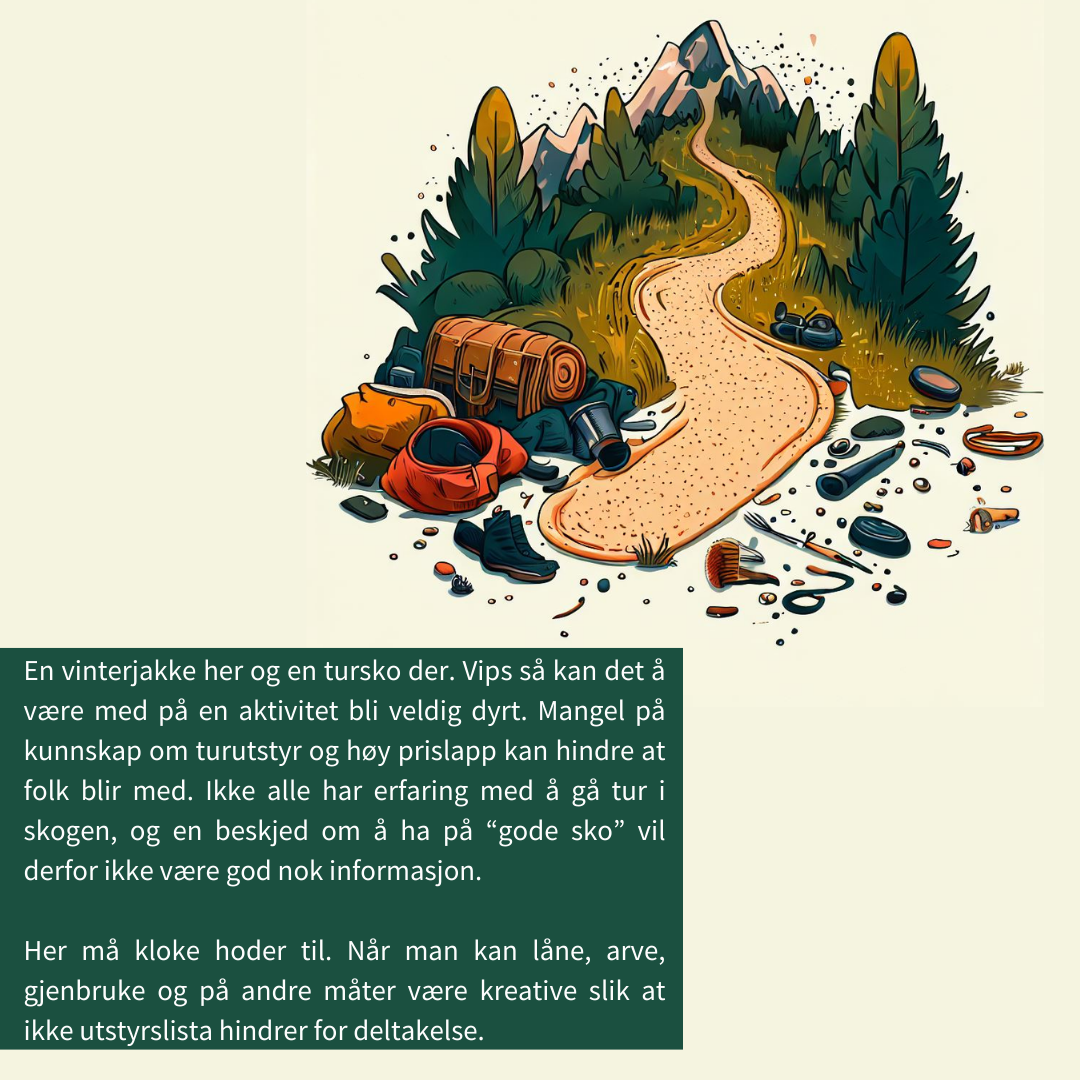 En vinterjakke her og en tursko der. Vips så kan det å
være med på en aktivitet bli veldig dyrt. Mangel på
kunnskap om turutstyr og høy prislapp kan hindre at
folk blir med. Ikke alle har erfaring med å gå tur i
skogen, og en beskjed om å ha på “gode sko” vil
derfor ikke være god nok informasjon.
Her må kloke hoder til. Når man kan låne, arve,
gjenbruke og på andre måter være kreative slik at
ikke utstyrslista hindrer for deltakelse.